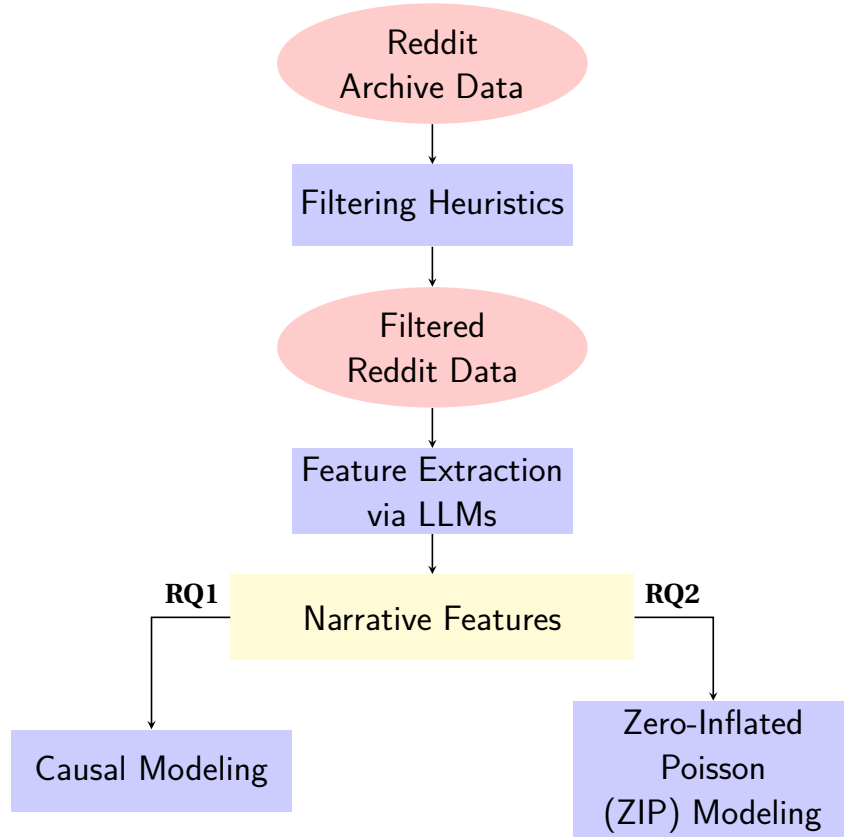 Reddit
Archive Data
Filtering Heuristics
Filtered
Reddit Data
Feature Extraction
via LLMs
RQ1
Narrative Features
RQ2
Causal Modeling
Zero-Inflated
Poisson
(ZIP) Modeling